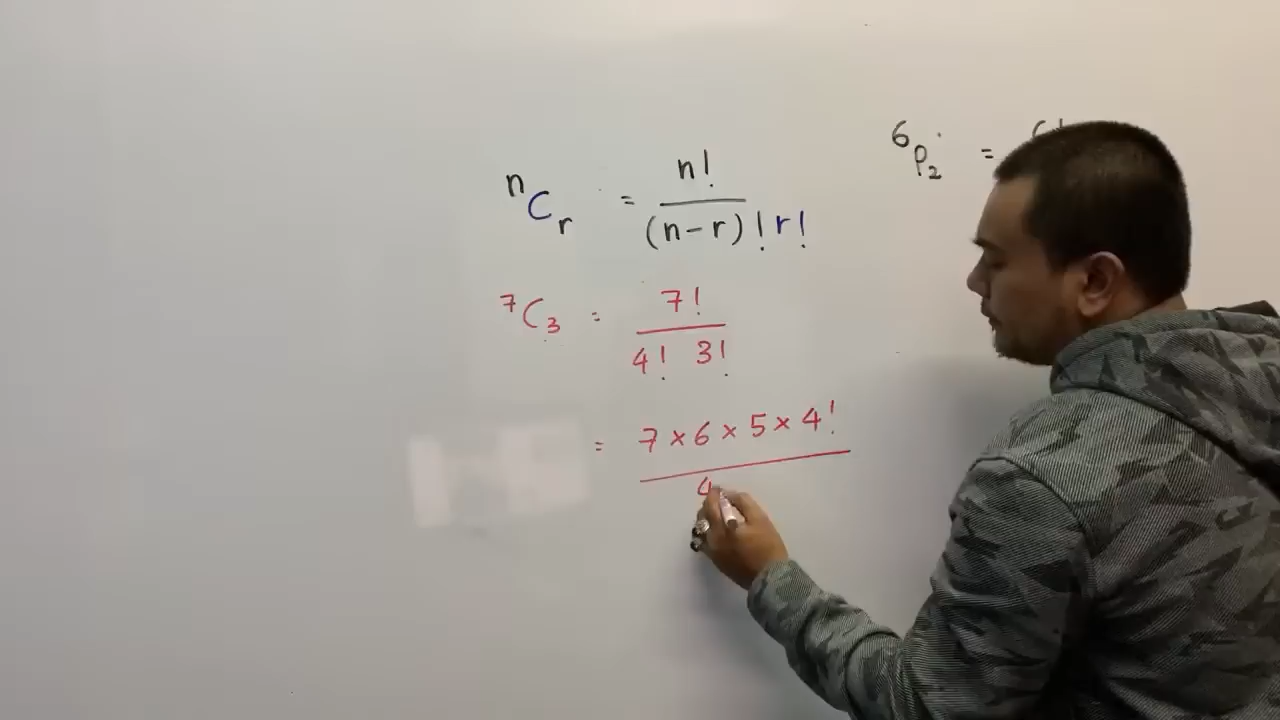 ⁿCᵣ = n! / (n-r)! r!
⁷C₃ = 7! / 4! 3!
= 7 × 6 × 5 × 4! / 4
⁶P₂ =